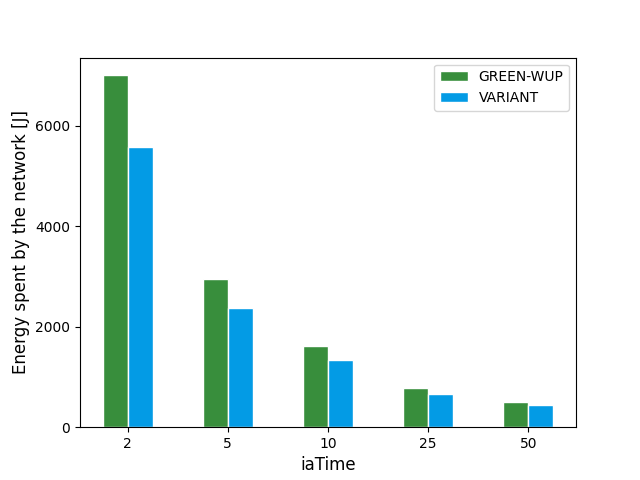 GREEN-WUP
VARIANT
Energy spent by the network [J]
6000
4000
2000
0
2 5 10 25 50
iaTime